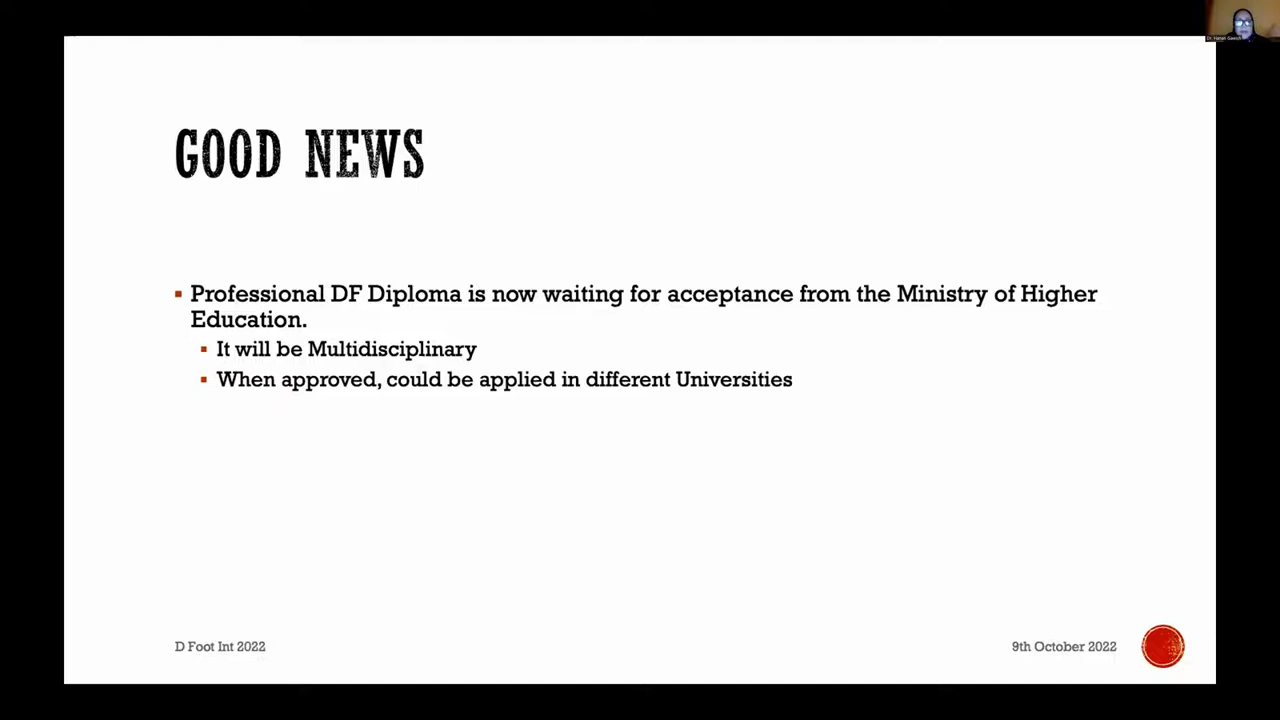 GOOD NEWS
Professional DF Diploma is now waiting for acceptance from the Ministry of Higher
Education.
It will be Multidisciplinary
When approved, could be applied in different Universities
D Foot Int 2022
9th October 2022